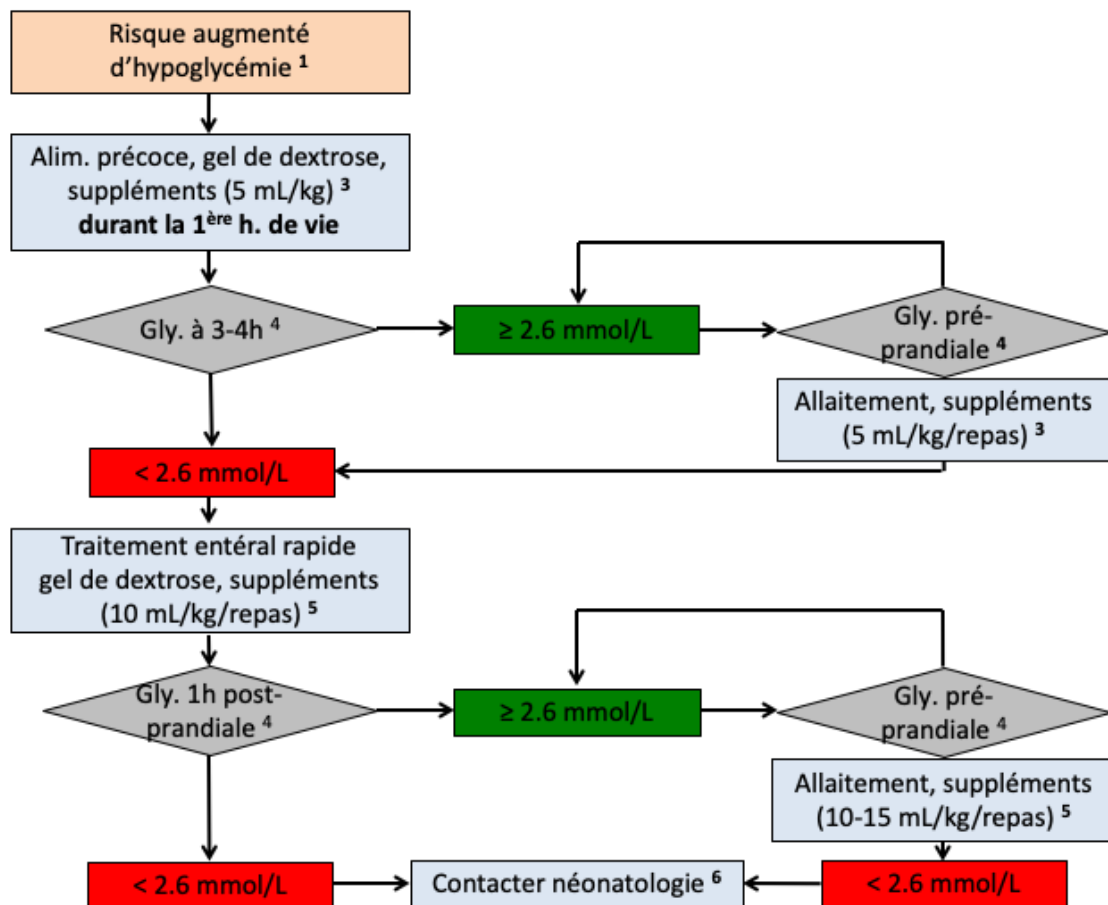 Risque augmenté
d'hypoglycémie ¹
Alim. précoce, gel de dextrose,
suppléments (5 mL/kg) ³
durant la 1ère h. de vie
Gly. à 3-4h ⁴
≥ 2.6 mmol/L
Gly. pré-
prandiale ⁴
Allaitement, suppléments
(5 mL/kg/repas) ³
< 2.6 mmol/L
Traitement entéral rapide
gel de dextrose, suppléments
(10 mL/kg/repas) ⁵
Gly. 1h post-
prandiale ⁴
≥ 2.6 mmol/L
Gly. pré-
prandiale ⁴
Allaitement, suppléments
(10-15 mL/kg/repas) ⁵
< 2.6 mmol/L
Contacter néonatologie ⁶
< 2.6 mmol/L